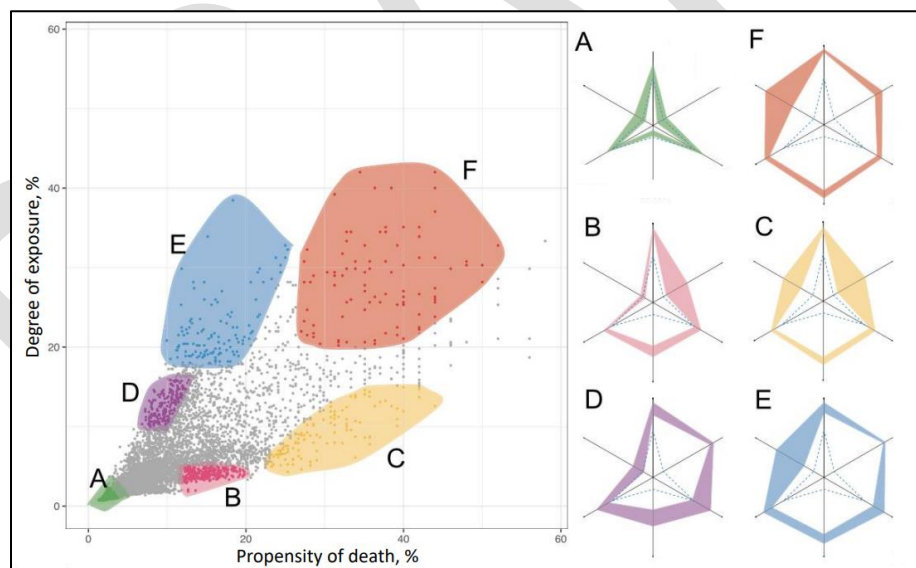 60
40
20
0
0
20
40
60
Degree of exposure, %
Propensity of death, %
A
B
C
D
E
F
A
F
B
C
D
E